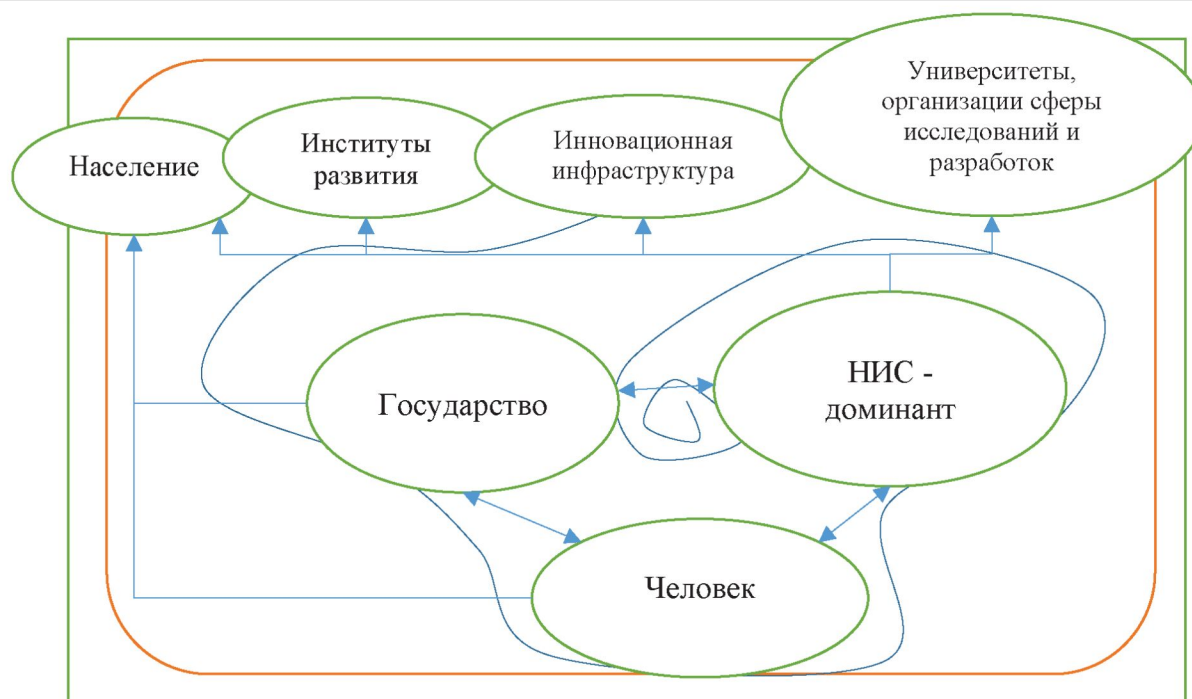 Население
Институты
развития
Инновационная
инфраструктура
Университеты,
организации сферы
исследований и
разработок
Государство
НИС -
доминант
Человек